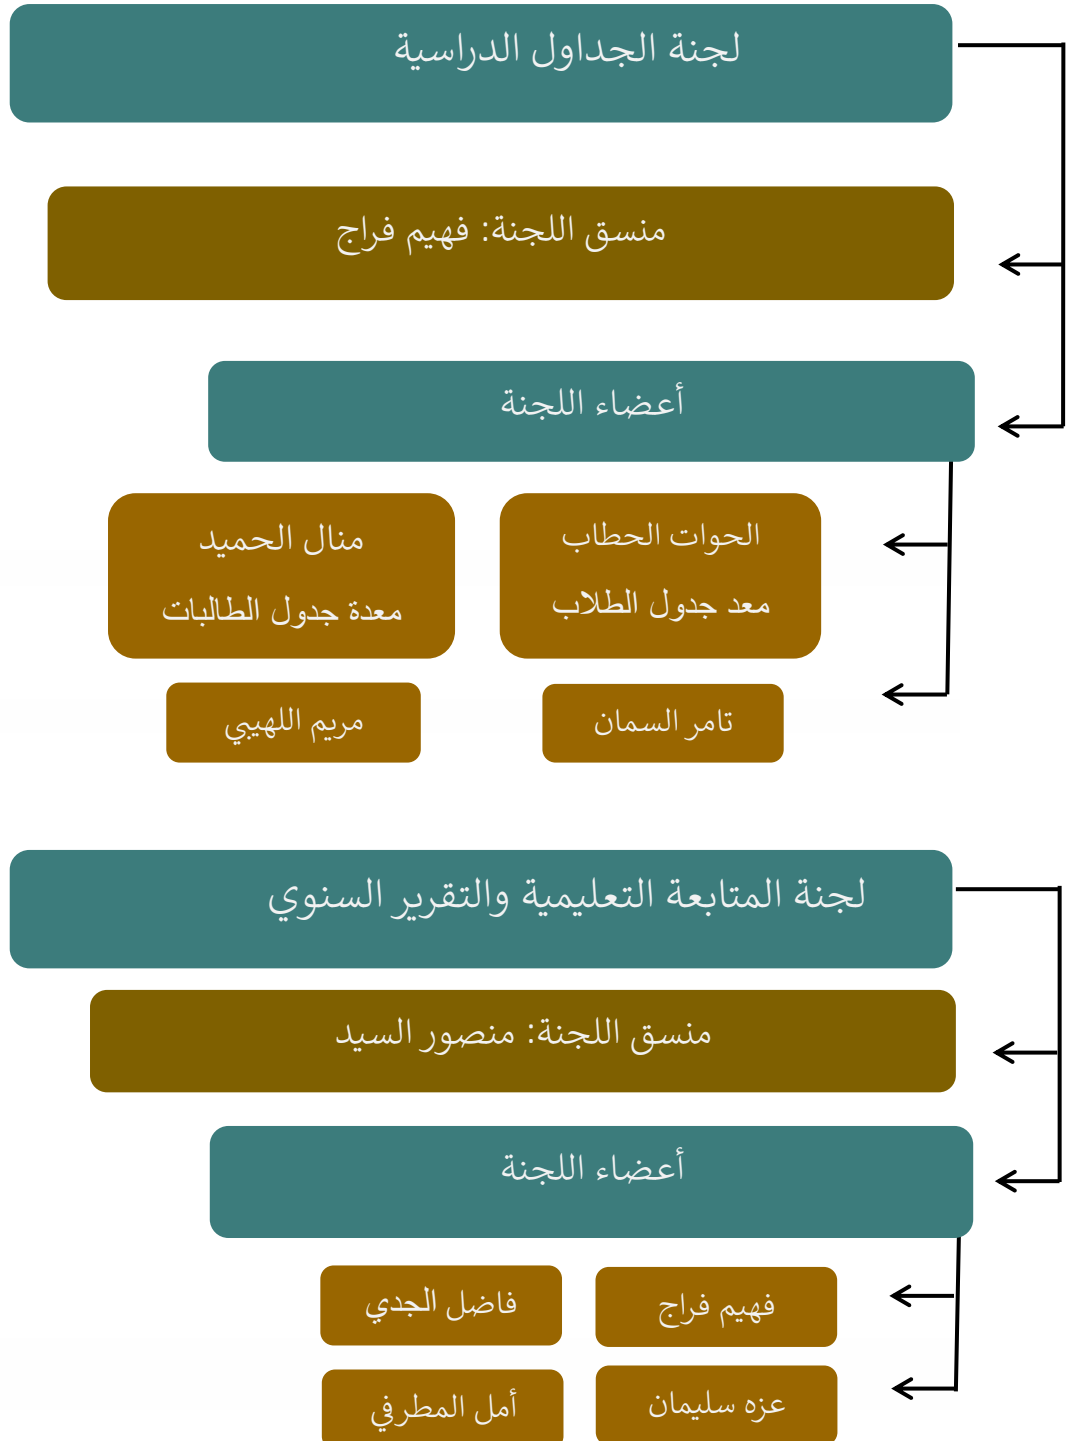 لجنة الجداول الدراسية
منسق اللجنة: فهيم فراج
أعضاء اللجنة
الحوات الحطاب
معد جدول الطلاب
منال الحميد
معدة جدول الطالبات
تامر السمان
مريم اللهيبي
لجنة المتابعة التعليمية والتقرير السنوي
منسق اللجنة: منصور السيد
أعضاء اللجنة
فهيم فراج
فاضل الجدي
عزه سليمان
أمل المطرفي